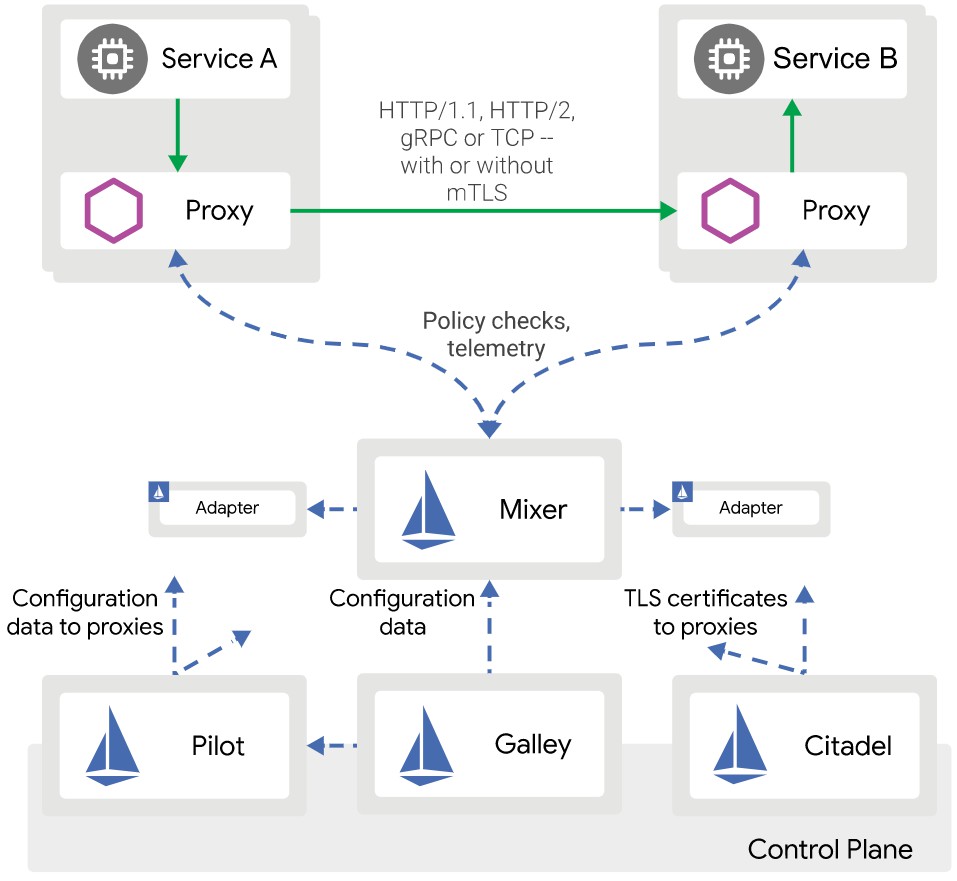 Service A
Service B
HTTP/1.1, HTTP/2,
gRPC or TCP --
with or without
mTLS
Proxy
Proxy
Policy checks,
telemetry
Adapter
Mixer
Adapter
Configuration
data to proxies
Configuration
data
TLS certificates
to proxies
Pilot
Galley
Citadel
Control Plane